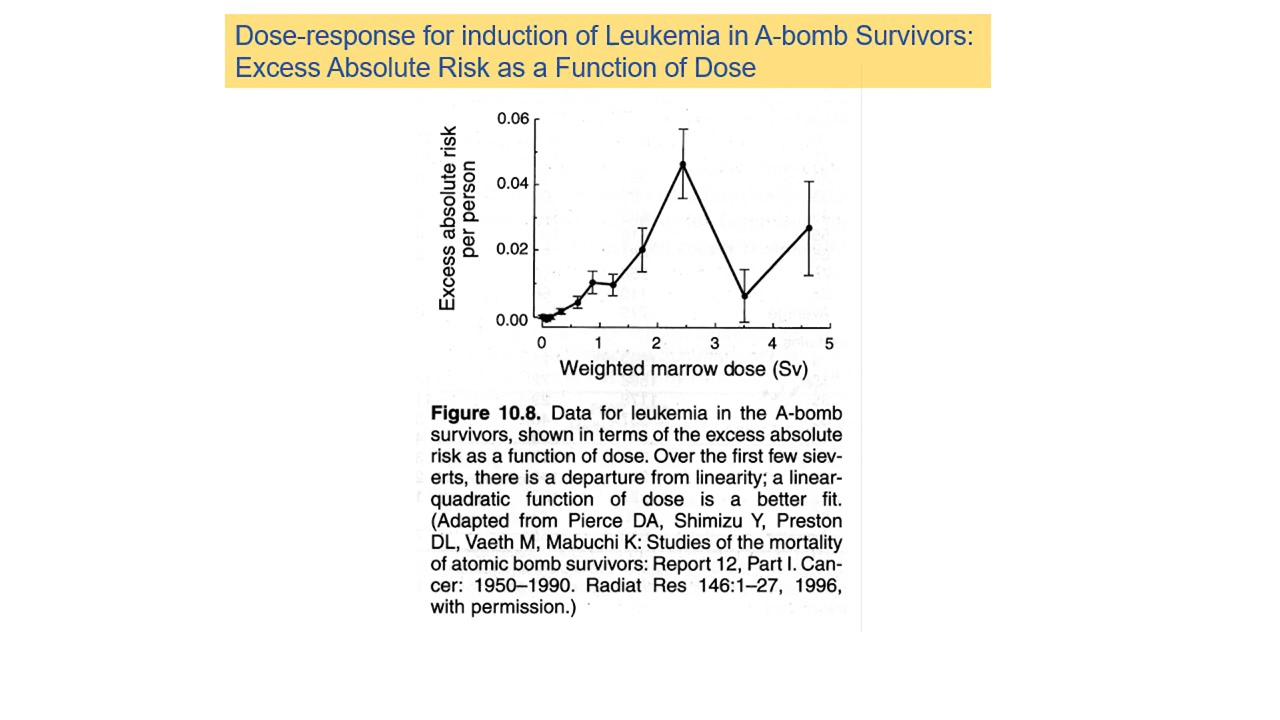 Dose-response for induction of Leukemia in A-bomb Survivors:
Excess Absolute Risk as a Function of Dose
Excess absolute risk
per person
0.06
0.04
0.02
0.00
0 1 2 3 4 5
Weighted marrow dose (Sv)
Figure 10.8. Data for leukemia in the A-bomb
survivors, shown in terms of the excess absolute
risk as a function of dose. Over the first few siev-
erts, there is a departure from linearity; a linear-
quadratic function of dose is a better fit.
(Adapted from Pierce DA, Shimizu Y, Preston
DL, Vaeth M, Mabuchi K: Studies of the mortality
of atomic bomb survivors: Report 12, Part I. Can-
cer: 1950–1990. Radiat Res 146:1–27, 1996,
with permission.)